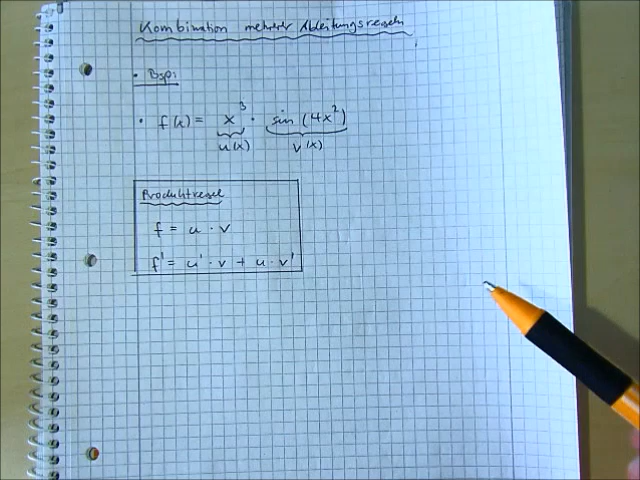 Kombination mehrerer Ableitungsregeln
• Bsp:
• f(x) = x³ · sin (4x²)
u(x) v(x)
Produktregel
f = u · v
f' = u' · v + u · v'